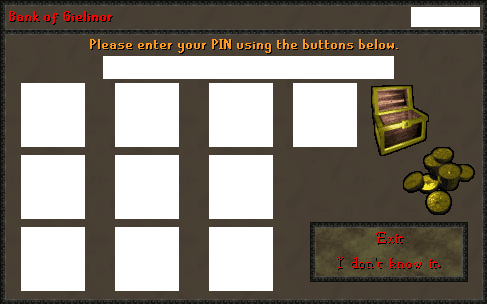 Bank of Gielinor
Please enter your PIN using the buttons below.
Exit
I don't know it.